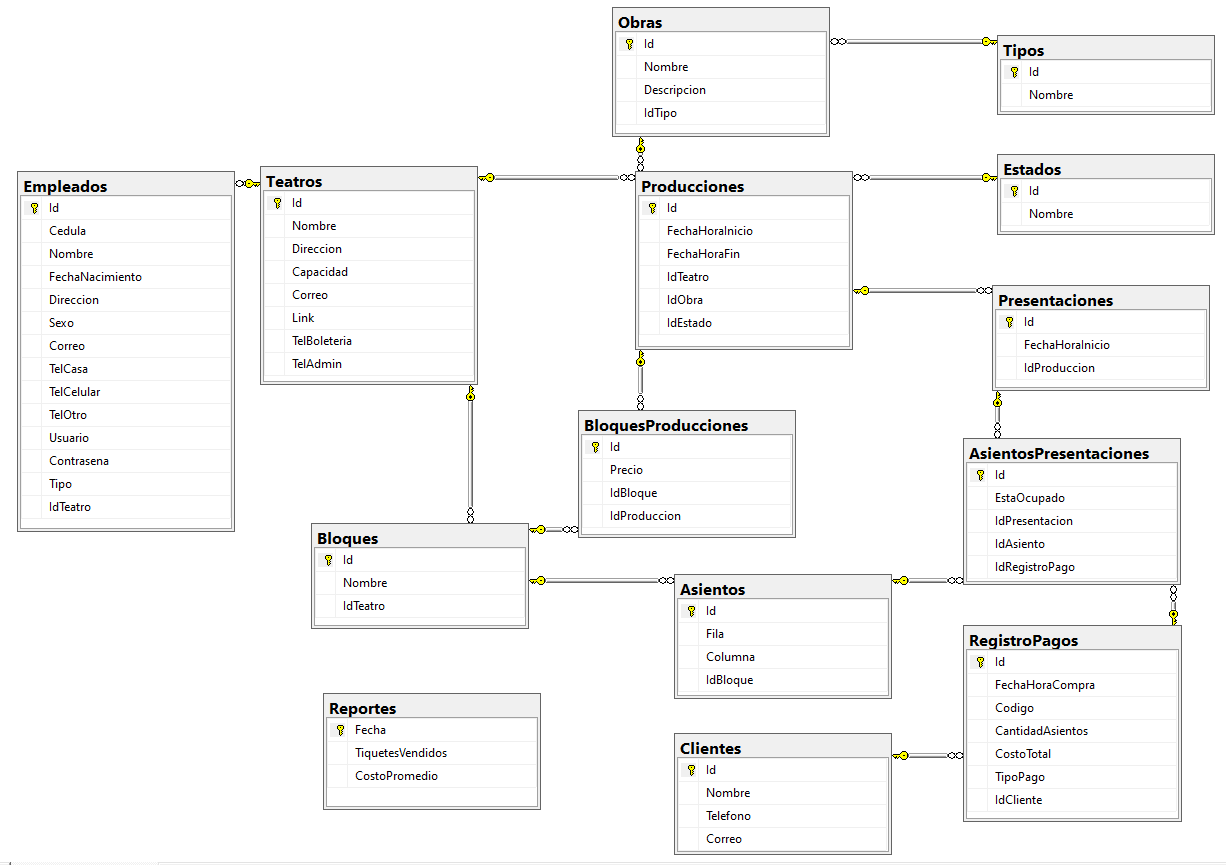 Obras
Id
Nombre
Descripcion
IdTipo
Tipos
Id
Nombre
Estados
Id
Nombre
Empleados
Id
Cedula
Nombre
FechaNacimiento
Direccion
Sexo
Correo
TelCasa
TelCelular
TelOtro
Usuario
Contrasena
Tipo
IdTeatro
Teatros
Id
Nombre
Direccion
Capacidad
Correo
Link
TelBoleteria
TelAdmin
Producciones
Id
FechaHoraInicio
FechaHoraFin
IdTeatro
IdObra
IdEstado
Presentaciones
Id
FechaHoraInicio
IdProduccion
BloquesProducciones
Id
Precio
IdBloque
IdProduccion
AsientosPresentaciones
Id
EstaOcupado
IdPresentacion
IdAsiento
IdRegistroPago
Bloques
Id
Nombre
IdTeatro
Asientos
Id
Fila
Columna
IdBloque
RegistroPagos
Id
FechaHoraCompra
Codigo
CantidadAsientos
CostoTotal
TipoPago
IdCliente
Reportes
Fecha
TiquetesVendidos
CostoPromedio
Clientes
Id
Nombre
Telefono
Correo